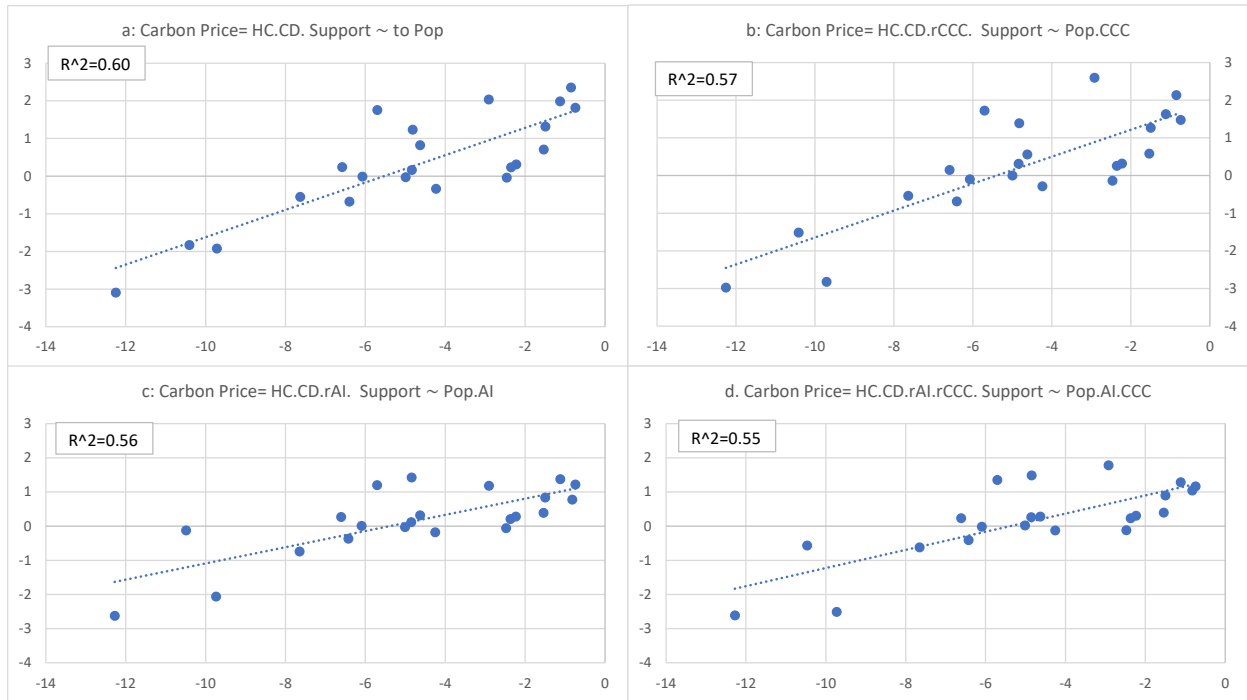 a: Carbon Price= HC.CD. Support ~ to Pop
R^2=0.60
3
2
1
0
-1
-2
-3
-4
-14 -12 -10 -8 -6 -4 -2 0
b: Carbon Price= HC.CD.rCCC. Support ~ Pop.CCC
R^2=0.57
3
2
1
0
-1
-2
-3
-4
-14 -12 -10 -8 -6 -4 -2 0
c: Carbon Price= HC.CD.rAI. Support ~ Pop.AI
R^2=0.56
3
2
1
0
-1
-2
-3
-4
-14 -12 -10 -8 -6 -4 -2 0
d. Carbon Price= HC.CD.rAI.rCCC. Support ~ Pop.AI.CCC
R^2=0.55
3
2
1
0
-1
-2
-3
-4
-14 -12 -10 -8 -6 -4 -2 0